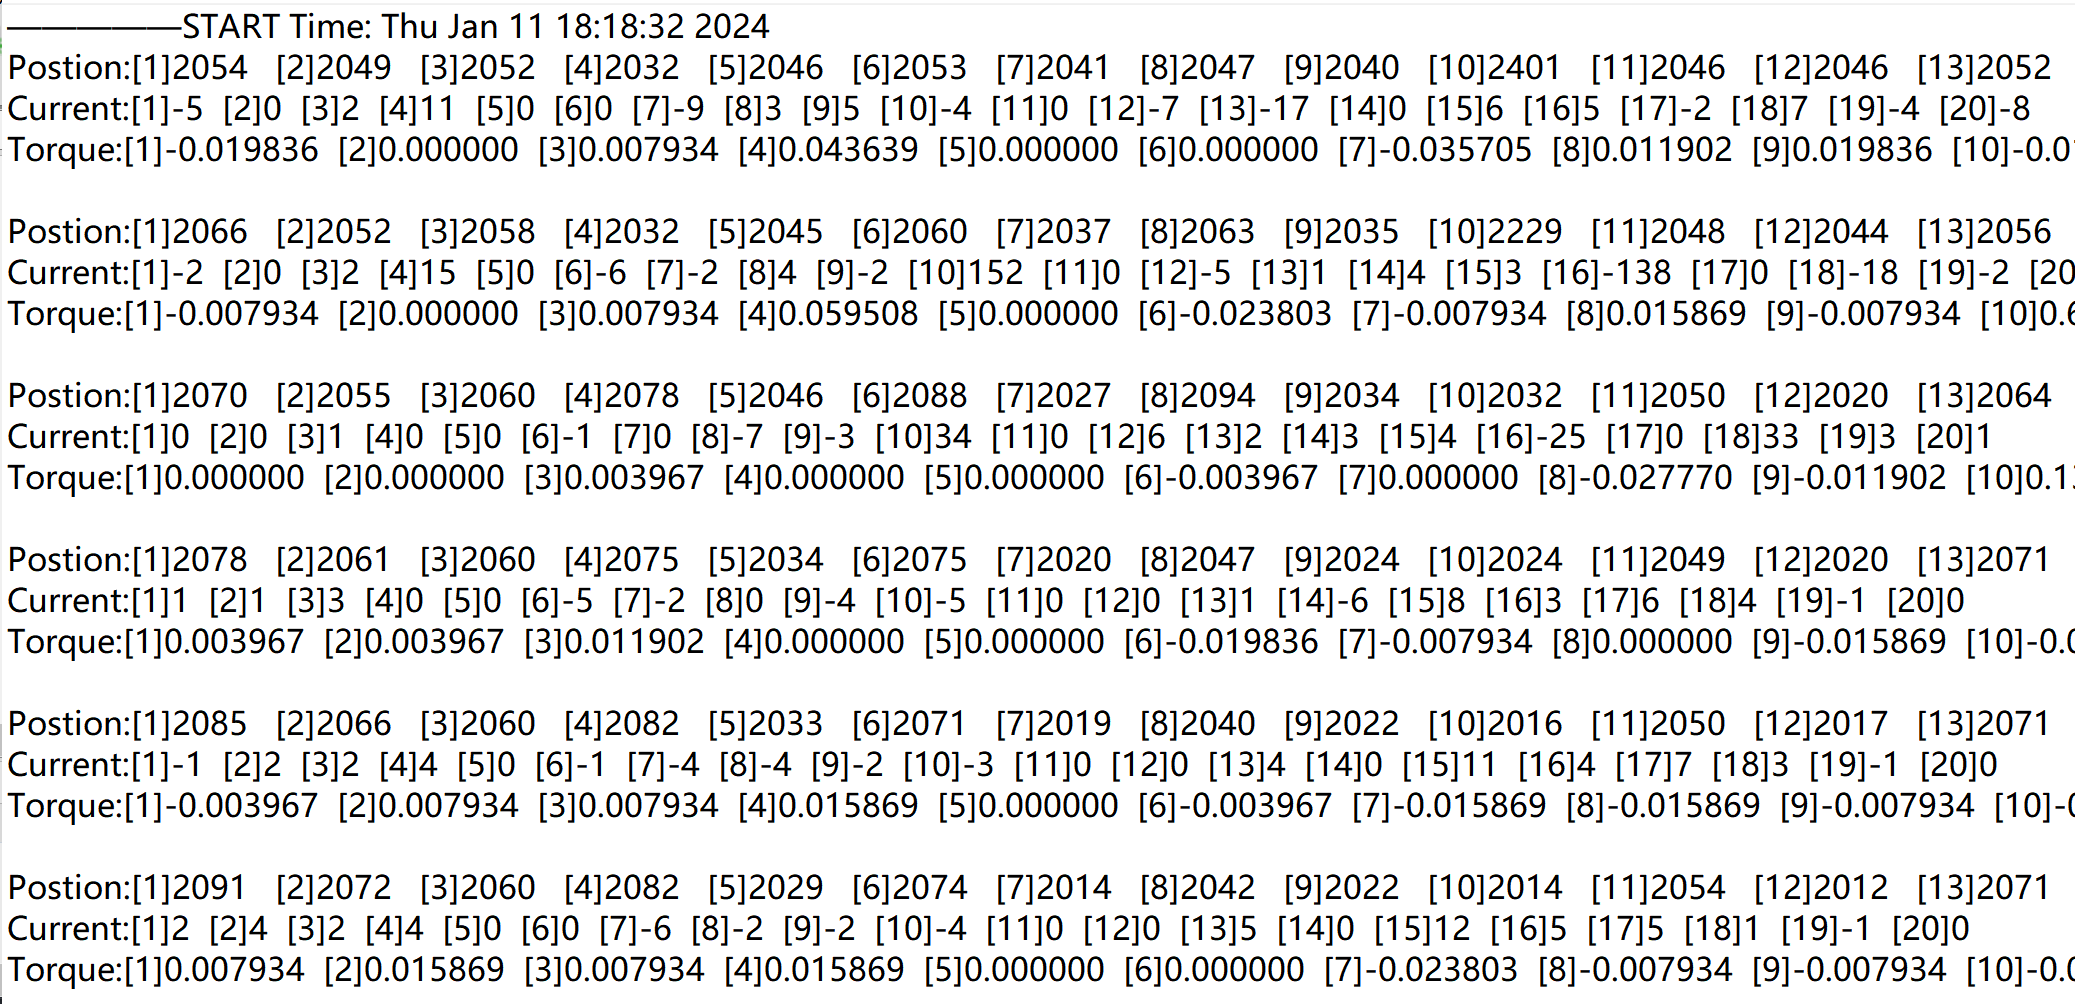 —————START Time: Thu Jan 11 18:18:32 2024
Postion:[1]2054 [2]2049 [3]2052 [4]2032 [5]2046 [6]2053 [7]2041 [8]2047 [9]2040 [10]2401 [11]2046 [12]2046 [13]2052
Current:[1]-5 [2]0 [3]2 [4]11 [5]0 [6]0 [7]-9 [8]3 [9]5 [10]-4 [11]0 [12]-7 [13]-17 [14]0 [15]6 [16]5 [17]-2 [18]7 [19]-4 [20]-8
Torque:[1]-0.019836 [2]0.000000 [3]0.007934 [4]0.043639 [5]0.000000 [6]0.000000 [7]-0.035705 [8]0.011902 [9]0.019836 [10]-0.0
Postion:[1]2066 [2]2052 [3]2058 [4]2032 [5]2045 [6]2060 [7]2037 [8]2063 [9]2035 [10]2229 [11]2048 [12]2044 [13]2056
Current:[1]-2 [2]0 [3]2 [4]15 [5]0 [6]-6 [7]-2 [8]4 [9]-2 [10]152 [11]0 [12]-5 [13]1 [14]4 [15]3 [16]-138 [17]0 [18]-18 [19]-2 [20
Torque:[1]-0.007934 [2]0.000000 [3]0.007934 [4]0.059508 [5]0.000000 [6]-0.023803 [7]-0.007934 [8]0.015869 [9]-0.007934 [10]0.6
Postion:[1]2070 [2]2055 [3]2060 [4]2078 [5]2046 [6]2088 [7]2027 [8]2094 [9]2034 [10]2032 [11]2050 [12]2020 [13]2064
Current:[1]0 [2]0 [3]1 [4]0 [5]0 [6]-1 [7]0 [8]-7 [9]-3 [10]34 [11]0 [12]6 [13]2 [14]3 [15]4 [16]-25 [17]0 [18]33 [19]3 [20]1
Torque:[1]0.000000 [2]0.000000 [3]0.003967 [4]0.000000 [5]0.000000 [6]-0.003967 [7]0.000000 [8]-0.027770 [9]-0.011902 [10]0.13
Postion:[1]2078 [2]2061 [3]2060 [4]2075 [5]2034 [6]2075 [7]2020 [8]2047 [9]2024 [10]2024 [11]2049 [12]2020 [13]2071
Current:[1]1 [2]1 [3]3 [4]0 [5]0 [6]-5 [7]-2 [8]0 [9]-4 [10]-5 [11]0 [12]0 [13]1 [14]-6 [15]8 [16]3 [17]6 [18]4 [19]-1 [20]0
Torque:[1]0.003967 [2]0.003967 [3]0.011902 [4]0.000000 [5]0.000000 [6]-0.019836 [7]-0.007934 [8]0.000000 [9]-0.015869 [10]-0.0
Postion:[1]2085 [2]2066 [3]2060 [4]2082 [5]2033 [6]2071 [7]2019 [8]2040 [9]2022 [10]2016 [11]2050 [12]2017 [13]2071
Current:[1]-1 [2]2 [3]2 [4]4 [5]0 [6]-1 [7]-4 [8]-4 [9]-2 [10]-3 [11]0 [12]0 [13]4 [14]0 [15]11 [16]4 [17]7 [18]3 [19]-1 [20]0
Torque:[1]-0.003967 [2]0.007934 [3]0.007934 [4]0.015869 [5]0.000000 [6]-0.003967 [7]-0.015869 [8]-0.015869 [9]-0.007934 [10]-0
Postion:[1]2091 [2]2072 [3]2060 [4]2082 [5]2029 [6]2074 [7]2014 [8]2042 [9]2022 [10]2014 [11]2054 [12]2012 [13]2071
Current:[1]2 [2]4 [3]2 [4]4 [5]0 [6]0 [7]-6 [8]-2 [9]-2 [10]-4 [11]0 [12]0 [13]5 [14]0 [15]12 [16]5 [17]5 [18]1 [19]-1 [20]0
Torque:[1]0.007934 [2]0.015869 [3]0.007934 [4]0.015869 [5]0.000000 [6]0.000000 [7]-0.023803 [8]-0.007934 [9]-0.007934 [10]-0.0